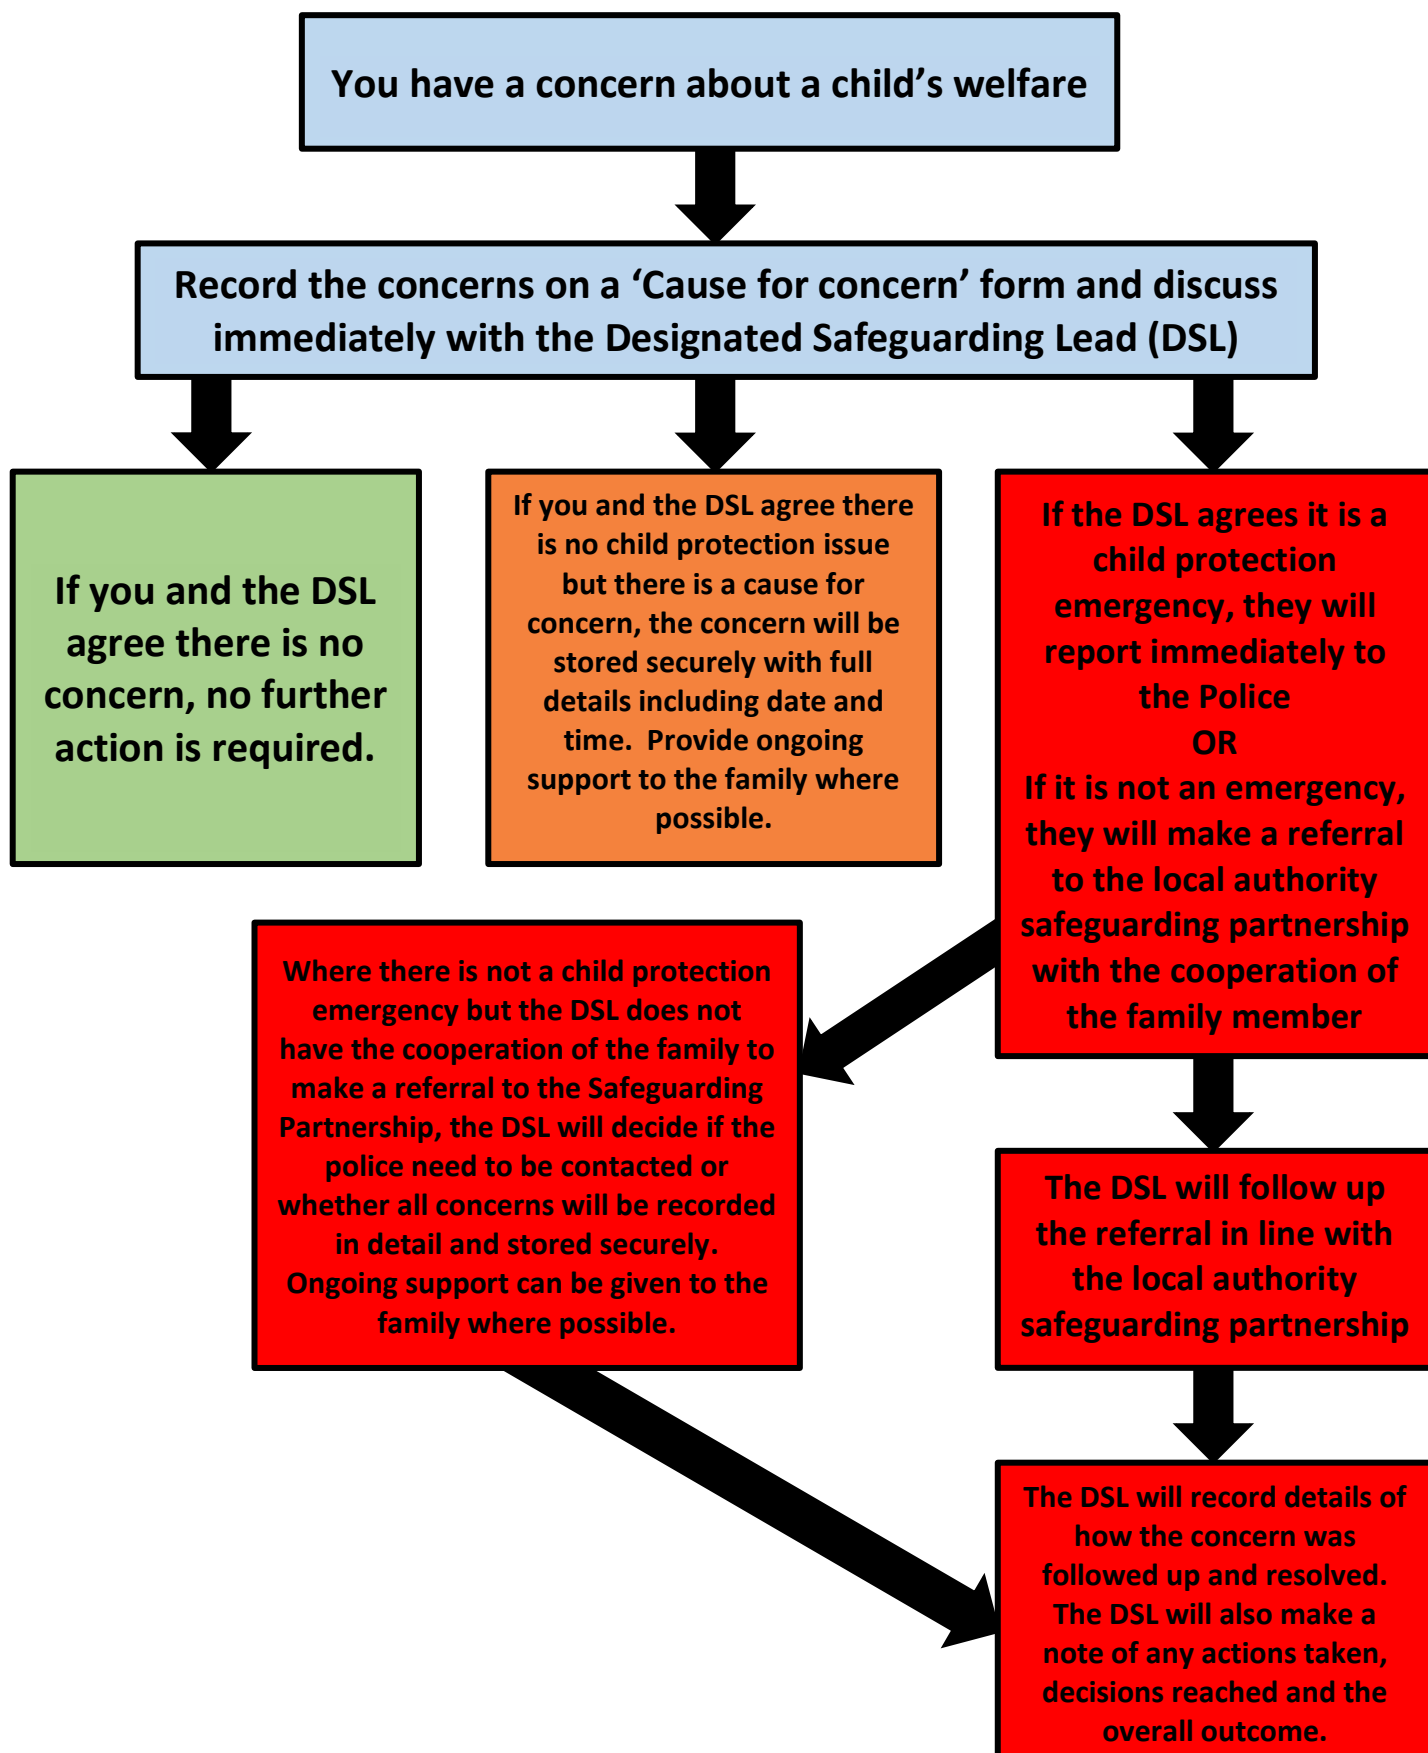 You have a concern about a child’s welfare
Record the concerns on a ‘Cause for concern’ form and discuss
immediately with the Designated Safeguarding Lead (DSL)
If you and the DSL
agree there is no
concern, no further
action is required.
If you and the DSL agree there
is no child protection issue
but there is a cause for
concern, the concern will be
stored securely with full
details including date and
time.  Provide ongoing
support to the family where
possible.
If the DSL agrees it is a
child protection
emergency, they will
report immediately to
the Police
OR
If it is not an emergency,
they will make a referral
to the local authority
safeguarding partnership
with the cooperation of
the family member
Where there is not a child protection
emergency but the DSL does not
have the cooperation of the family to
make a referral to the Safeguarding
Partnership, the DSL will decide if the
police need to be contacted or
whether all concerns will be recorded
in detail and stored securely.
Ongoing support can be given to the
family where possible.
The DSL will follow up
the referral in line with
the local authority
safeguarding partnership
The DSL will record details of
how the concern was
followed up and resolved.
The DSL will also make a
note of any actions taken,
decisions reached and the
overall outcome.